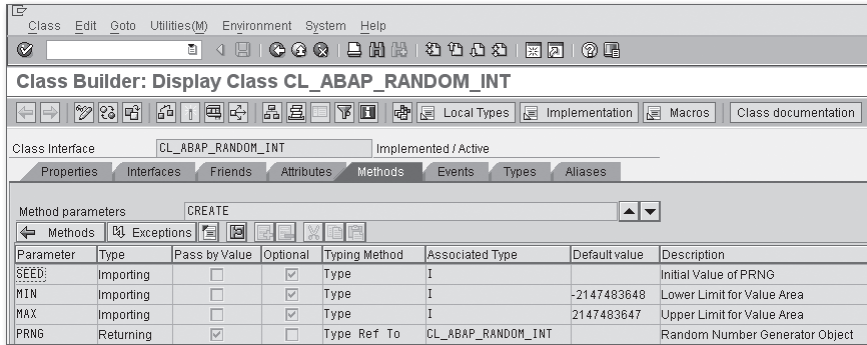 Class Edit Goto Utilities(M) Environment System Help
Class Builder: Display Class CL_ABAP_RANDOM_INT
Local Types Implementation Macros Class documentation
Class Interface CL_ABAP_RANDOM_INT Implemented / Active
Properties Interfaces Friends Attributes Methods Events Types Aliases
Method parameters CREATE
Methods Exceptions
Parameter Type Pass by Value Optional Typing Method Associated Type Default value Description
SEED Importing Type I Initial Value of PRNG
MIN Importing Type I -2147483648 Lower Limit for Value Area
MAX Importing Type I 2147483647 Upper Limit for Value Area
PRNG Returning Type Ref To CL_ABAP_RANDOM_INT Random Number Generator Object